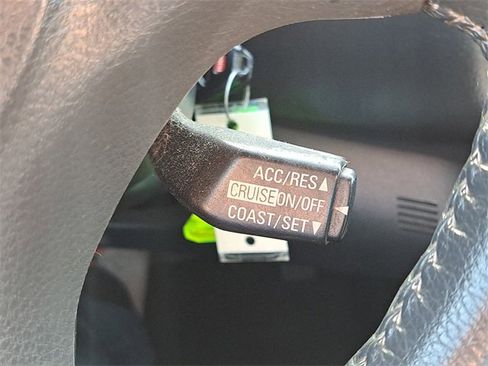 ACC/RES▲
CRUISE ON/OFF ◀
COAST/SET▼